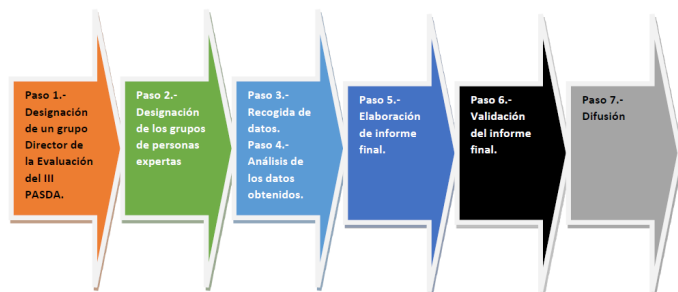 Paso 1.-
Designación
de un grupo
Director de
la Evaluación
del III
PASDA.
Paso 2.-
Designación
de los grupos
de personas
expertas
Paso 3.-
Recogida de
datos.
Paso 4.-
Análisis de
los datos
obtenidos.
Paso 5.-
Elaboración
de informe
final.
Paso 6.-
Validación
del informe
final.
Paso 7.-
Difusión